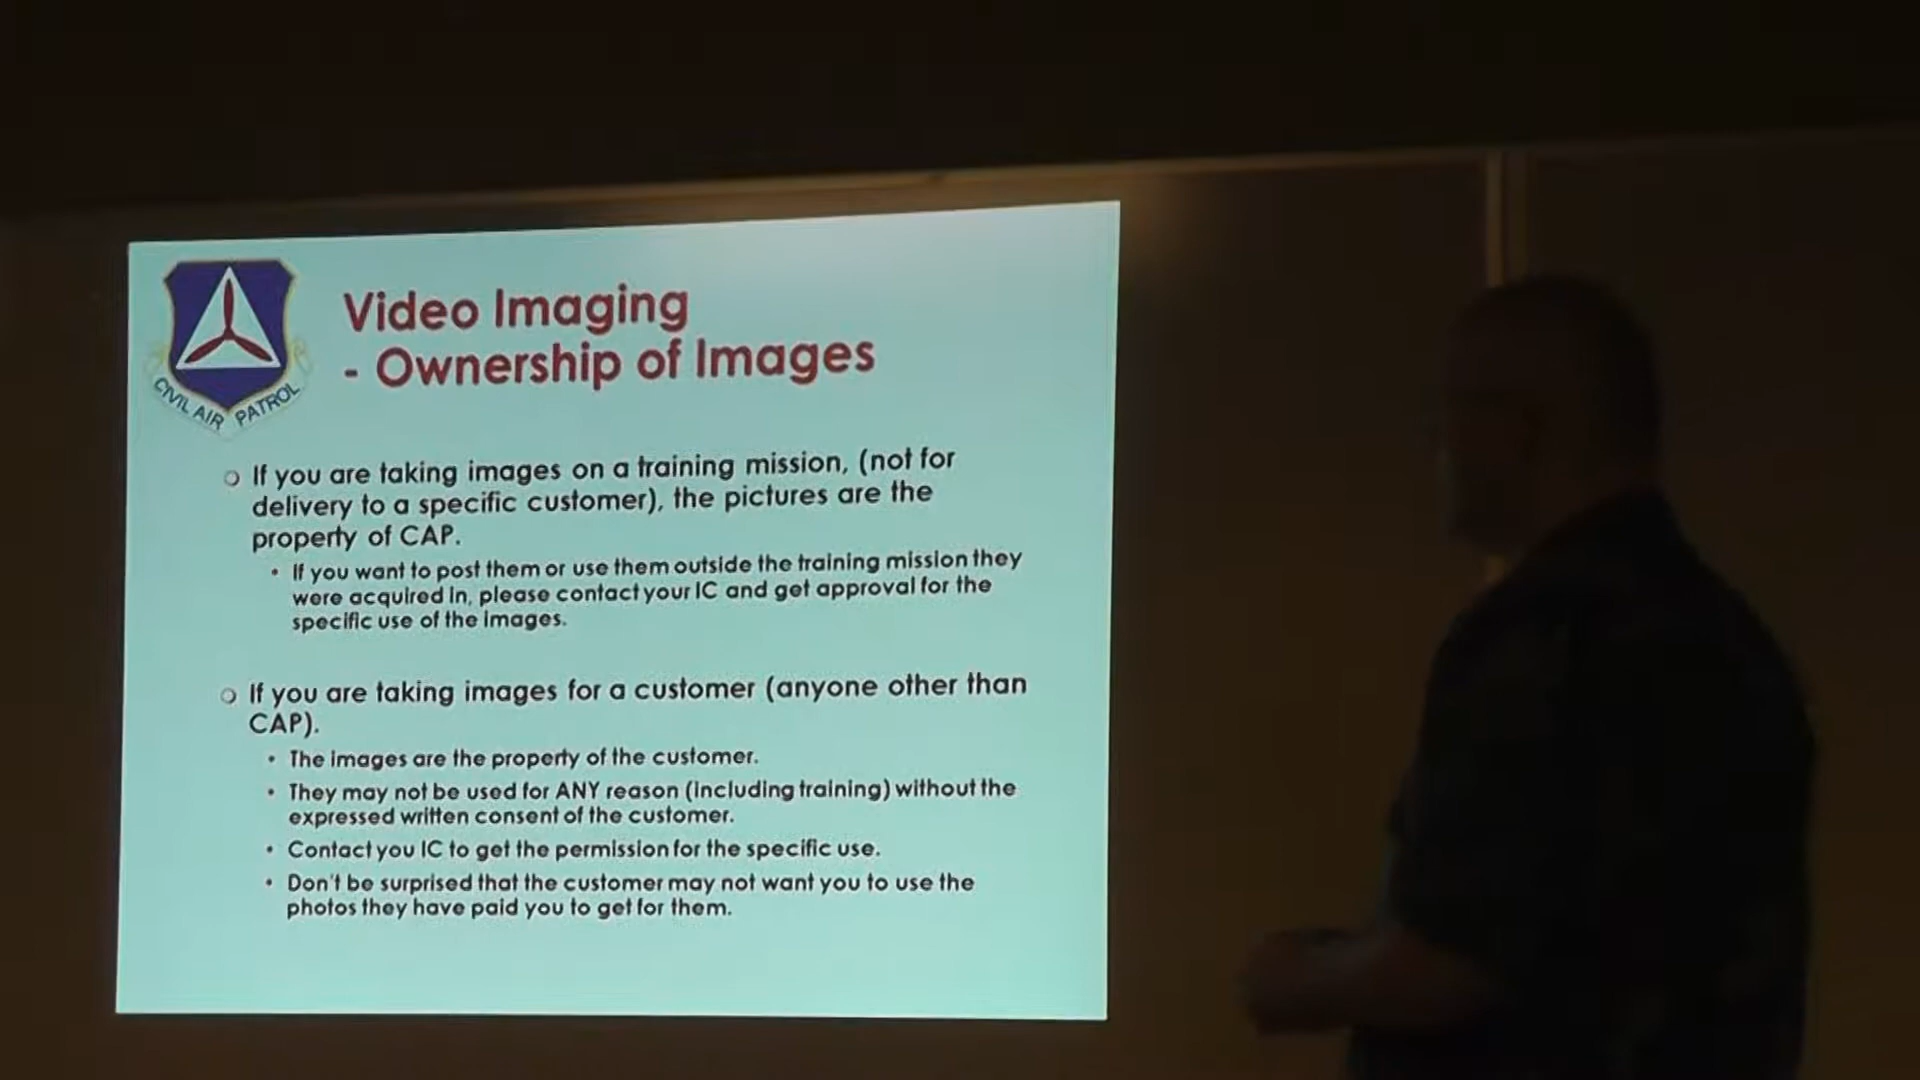 CIVIL AIR PATROL
Video Imaging
- Ownership of Images
If you are taking images on a training mission, (not for
delivery to a specific customer), the pictures are the
property of CAP.
• If you want to post them or use them outside the training mission they
were acquired in, please contact your IC and get approval for the
specific use of the images.
If you are taking images for a customer (anyone other than
CAP).
• The images are the property of the customer.
• They may not be used for ANY reason (including training) without the
expressed written consent of the customer.
• Contact you IC to get the permission for the specific use.
• Don't be surprised that the customer may not want you to use the
photos they have paid you to get for them.